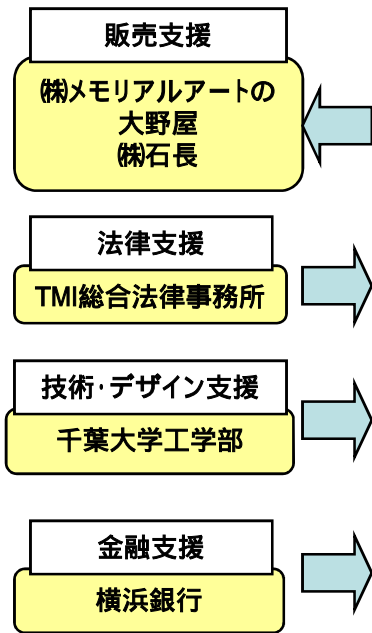 販売支援
㈱メモリアルアートの
大野屋
㈱石長
法律支援
TMI総合法律事務所
技術・デザイン支援
千葉大学工学部
金融支援
横浜銀行